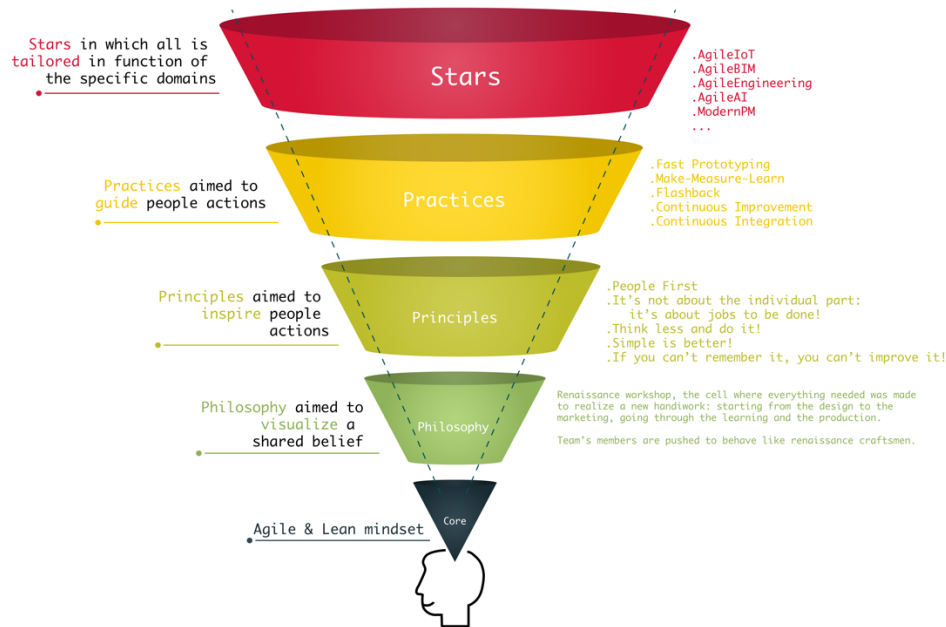 Stars in which all is
tailored in function of
the specific domains
Stars
.AgileIoT
.AgileBIM
.AgileEngineering
.AgileAI
.ModernPM
...
Practices aimed to
guide people actions
Practices
.Fast Prototyping
.Make-Measure-Learn
.Flashback
.Continuous Improvement
.Continuous Integration
Principles aimed to
inspire people
actions
Principles
.People First
.It's not about the individual part:
it's about jobs to be done!
.Think less and do it!
.Simple is better!
.If you can't remember it, you can't improve it!
Philosophy aimed to
visualize a
shared belief
Philosophy
Renaissance workshop, the cell where everything needed was made
to realize a new handiwork: starting from the design to the
marketing, going through the learning and the production.
Team's members are pushed to behave like renaissance craftsmen.
Agile & Lean mindset
Core